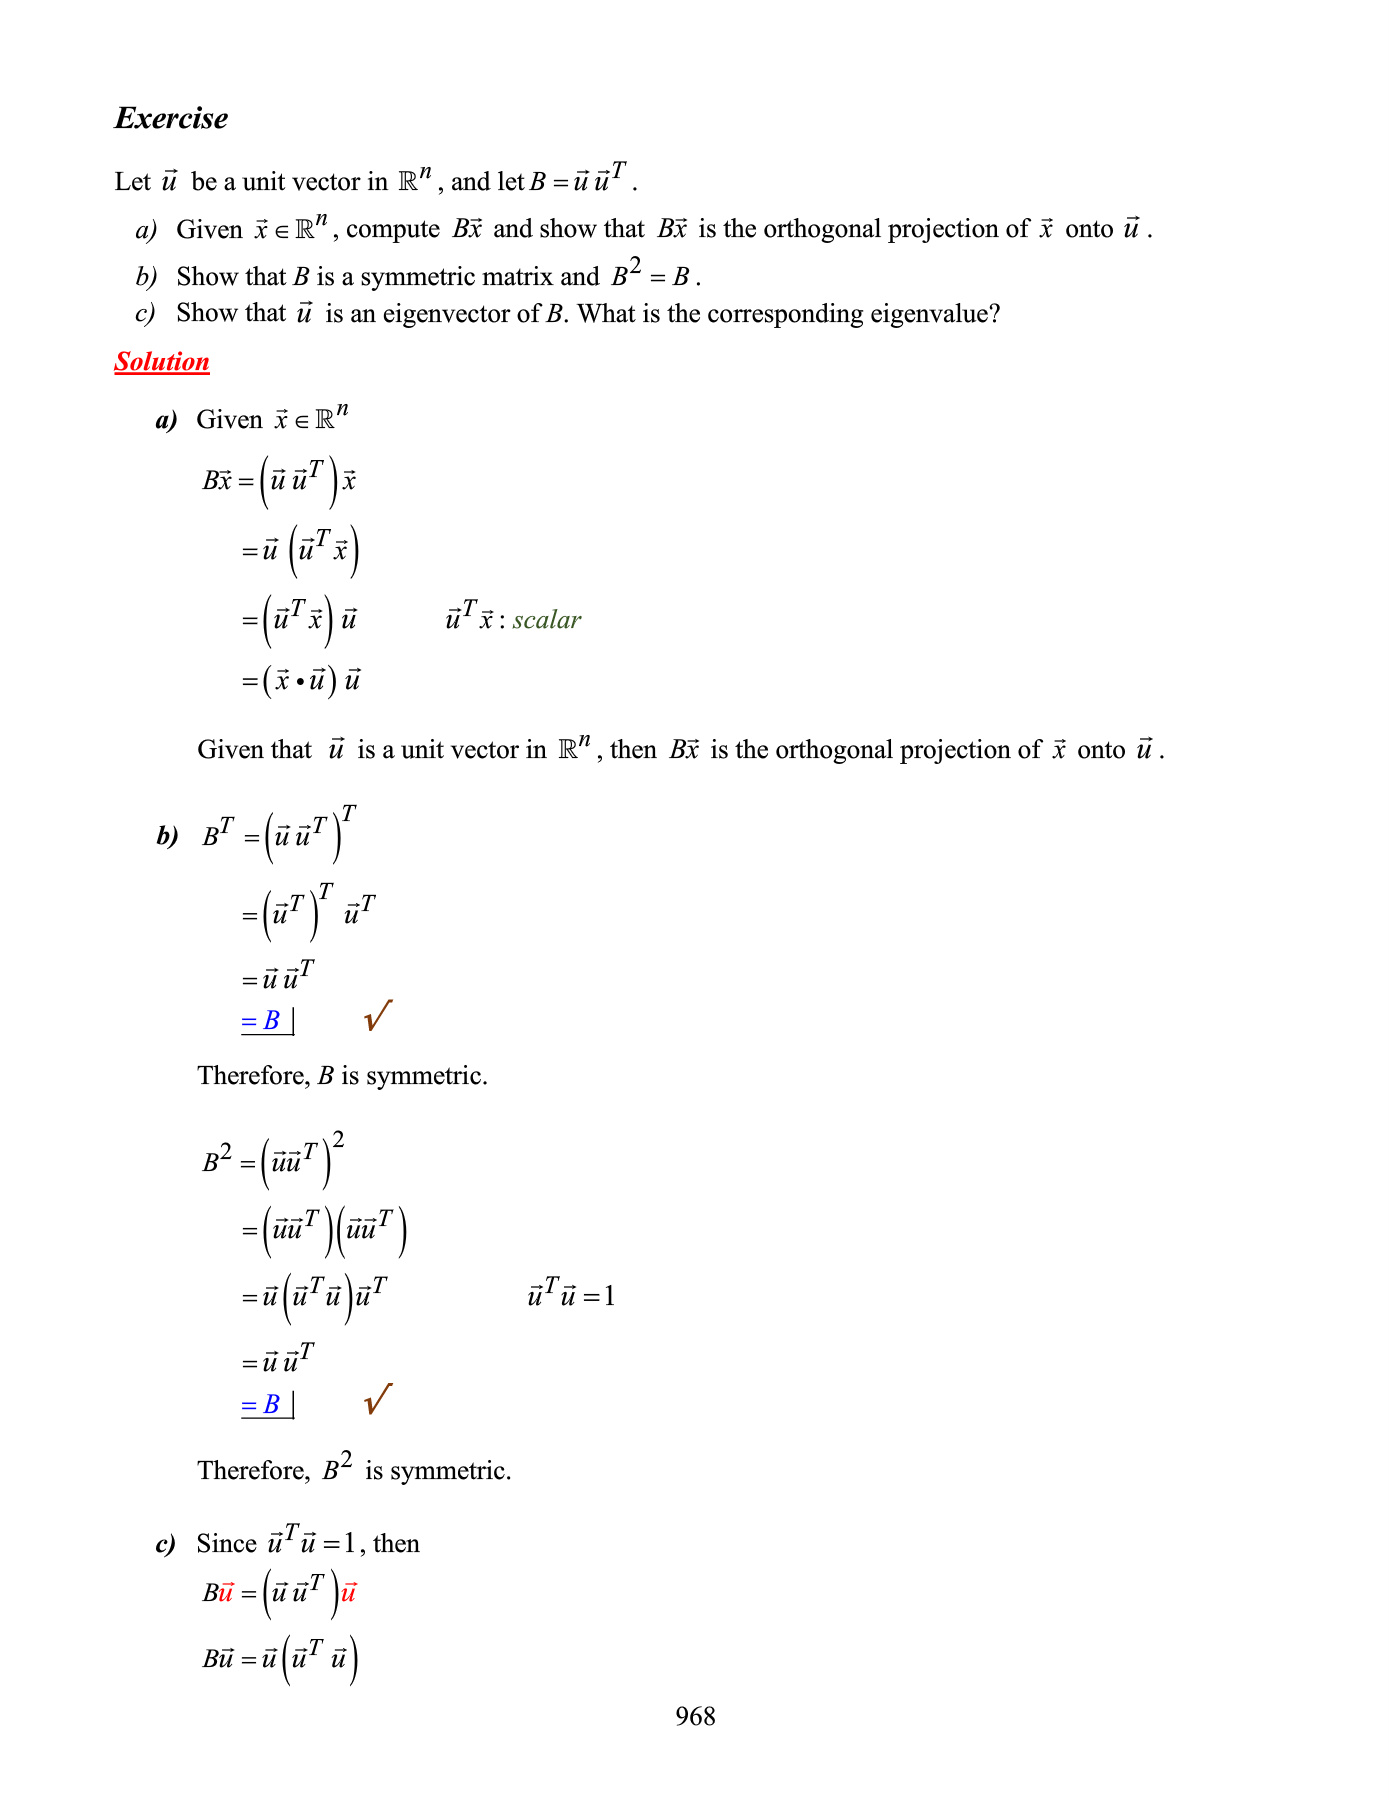 Exercise
Let $\vec{u}$ be a unit vector in $\mathbb{R}^n$, and let $B = \vec{u}\,\vec{u}^T$.
a) Given $\vec{x} \in \mathbb{R}^n$, compute $B\vec{x}$ and show that $B\vec{x}$ is the orthogonal projection of $\vec{x}$ onto $\vec{u}$.
b) Show that B is a symmetric matrix and $B^2 = B$.
c) Show that $\vec{u}$ is an eigenvector of B. What is the corresponding eigenvalue?
Solution
a) Given $\vec{x} \in \mathbb{R}^n$
$B\vec{x} = \left(\vec{u}\,\vec{u}^T\right)\vec{x}$
$= \vec{u}\left(\vec{u}^T\vec{x}\right)$
$= \left(\vec{u}^T\vec{x}\right)\vec{u}$ $\vec{u}^T\vec{x}$ : scalar
$= (\vec{x} \bullet \vec{u})\,\vec{u}$
Given that $\vec{u}$ is a unit vector in $\mathbb{R}^n$, then $B\vec{x}$ is the orthogonal projection of $\vec{x}$ onto $\vec{u}$.
b) $B^T = \left(\vec{u}\,\vec{u}^T\right)^T$
$= \left(\vec{u}^T\right)^T \vec{u}^T$
$= \vec{u}\,\vec{u}^T$
$= B$ | √
Therefore, B is symmetric.
$B^2 = \left(\vec{u}\vec{u}^T\right)^2$
$= \left(\vec{u}\vec{u}^T\right)\left(\vec{u}\vec{u}^T\right)$
$= \vec{u}\left(\vec{u}^T\vec{u}\right)\vec{u}^T$ $\vec{u}^T\vec{u} = 1$
$= \vec{u}\,\vec{u}^T$
$= B$ | √
Therefore, $B^2$ is symmetric.
c) Since $\vec{u}^T\vec{u} = 1$, then
$B\vec{u} = \left(\vec{u}\,\vec{u}^T\right)\vec{u}$
$B\vec{u} = \vec{u}\left(\vec{u}^T\,\vec{u}\right)$
968